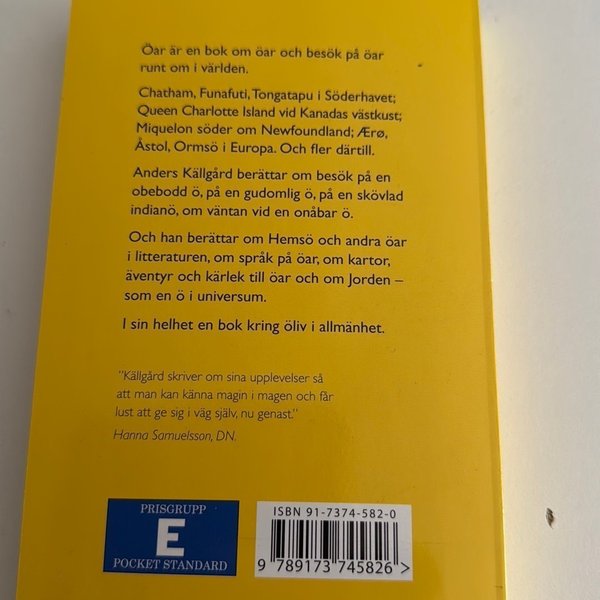 Öar är en bok om öar och besök på öar
runt om i världen.
Chatham, Funafuti, Tongatapu i Söderhavet;
Queen Charlotte Island vid Kanadas västkust;
Miquelon söder om Newfoundland; Ærø,
Åstol, Ormsö i Europa. Och fler därtill.
Anders Källgård berättar om besök på en
obebodd ö, på en gudomlig ö, på en skövlad
indianö, om väntan vid en onåbar ö.
Och han berättar om Hemsö och andra öar
i litteraturen, om språk på öar, om kartor,
äventyr och kärlek till öar och om Jorden –
som en ö i universum.
I sin helhet en bok kring öliv i allmänhet.
"Källgård skriver om sina upplevelser så
att man kan känna magin i magen och får
lust att ge sig i väg själv, nu genast."
Hanna Samuelsson, DN.
PRISGRUPP
E
POCKET STANDARD
ISBN 91-7374-582-0
9 789173 745826 >